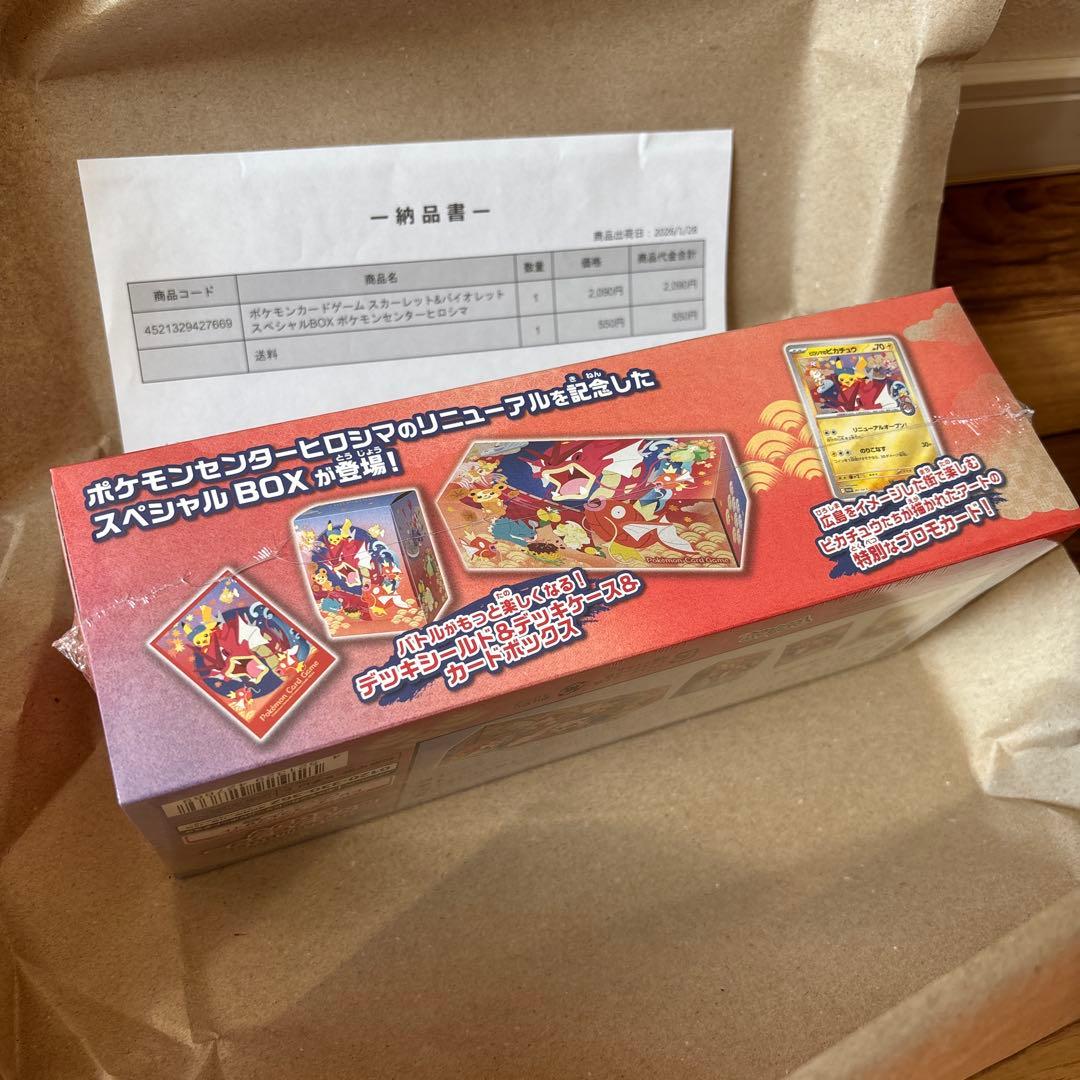 ー納品書ー
商品出荷日：2026/1/28
商品コード 商品名 数量 価格 商品代金合計
4521329427669 ポケモンカードゲーム スカーレット&バイオレット スペシャルBOX ポケモンセンターヒロシマ 1 2,090円 2,090円
送料 1 550円 550円
ポケモンセンターヒロシマのリニューアルを記念した
スペシャルBOXが登場！
ヒロシマのピカチュウ 70
リニューアルオープン！
のりこなす 30
広島をイメージした街で楽しむ
ピカチュウたちが描かれたアートの
特別なプロモカード！
Pokémon Card Game
バトルがもっと楽しくなる！
デッキシールド&デッキケース&
カードボックス
Pokémon Card Game